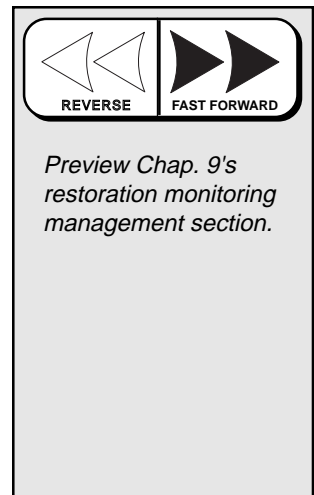 REVERSE
FAST FORWARD
Preview Chap. 9's
restoration monitoring
management section.